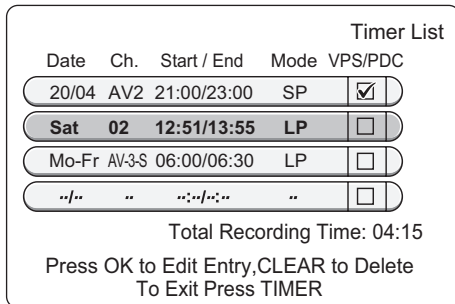 Timer List
Date Ch. Start / End Mode VPS/PDC
20/04 AV2 21:00/23:00 SP
Sat 02 12:51/13:55 LP
Mo-Fr AV-3-S 06:00/06:30 LP
--/-- -- --:--/--:-- --
Total Recording Time: 04:15
Press OK to Edit Entry,CLEAR to Delete
To Exit Press TIMER